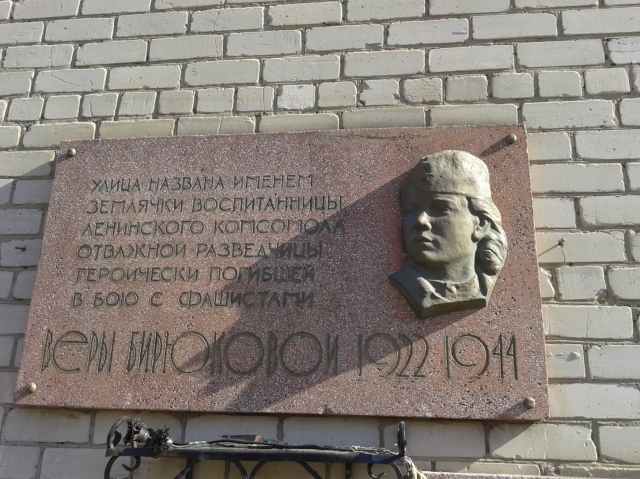 УЛИЦА НАЗВАНА ИМЕНЕМ
ЗЕМЛЯЧКИ ВОСПИТАННИЦЫ
ЛЕНИНСКОГО КОМСОМОЛА
ОТВАЖНОЙ РАЗВЕДЧИЦЫ
ГЕРОИЧЕСКИ ПОГИБШЕЙ
В БОЮ С ФАШИСТАМИ
ВЕРЫ БИРЮКОВОЙ 1922 1944